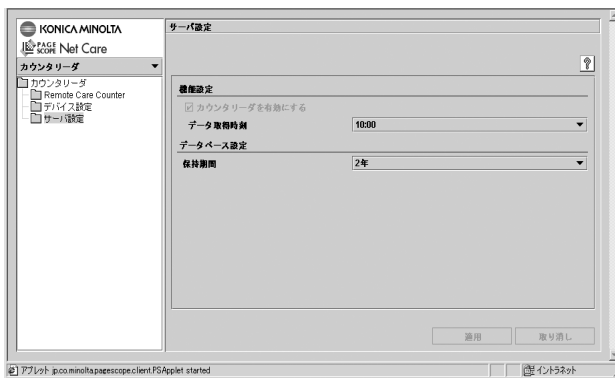 KONICA MINOLTA
PAGE SCOPE Net Care
カウンタリーダ
カウンタリーダ
Remote Care Counter
デバイス設定
サーバ設定
サーバ設定
?
機能設定
カウンタリーダを有効にする
データ取得時刻 10:00
データベース設定
保持期間 2年
適用 取り消し
アプレット jp.co.minolta.pagescope.client.PSApplet started イントラネット